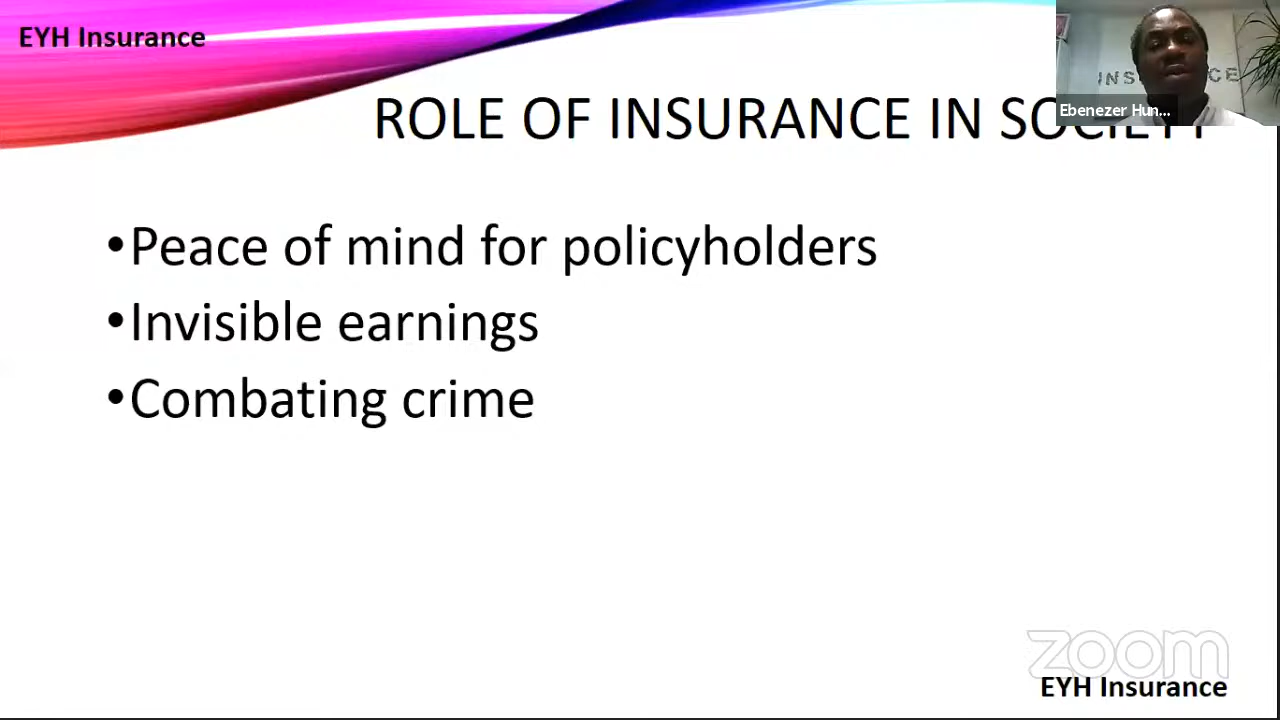 EYH Insurance
ROLE OF INSURANCE IN SOCIETY
Ebenezer Hun...
•Peace of mind for policyholders
•Invisible earnings
•Combating crime
zoom
EYH Insurance